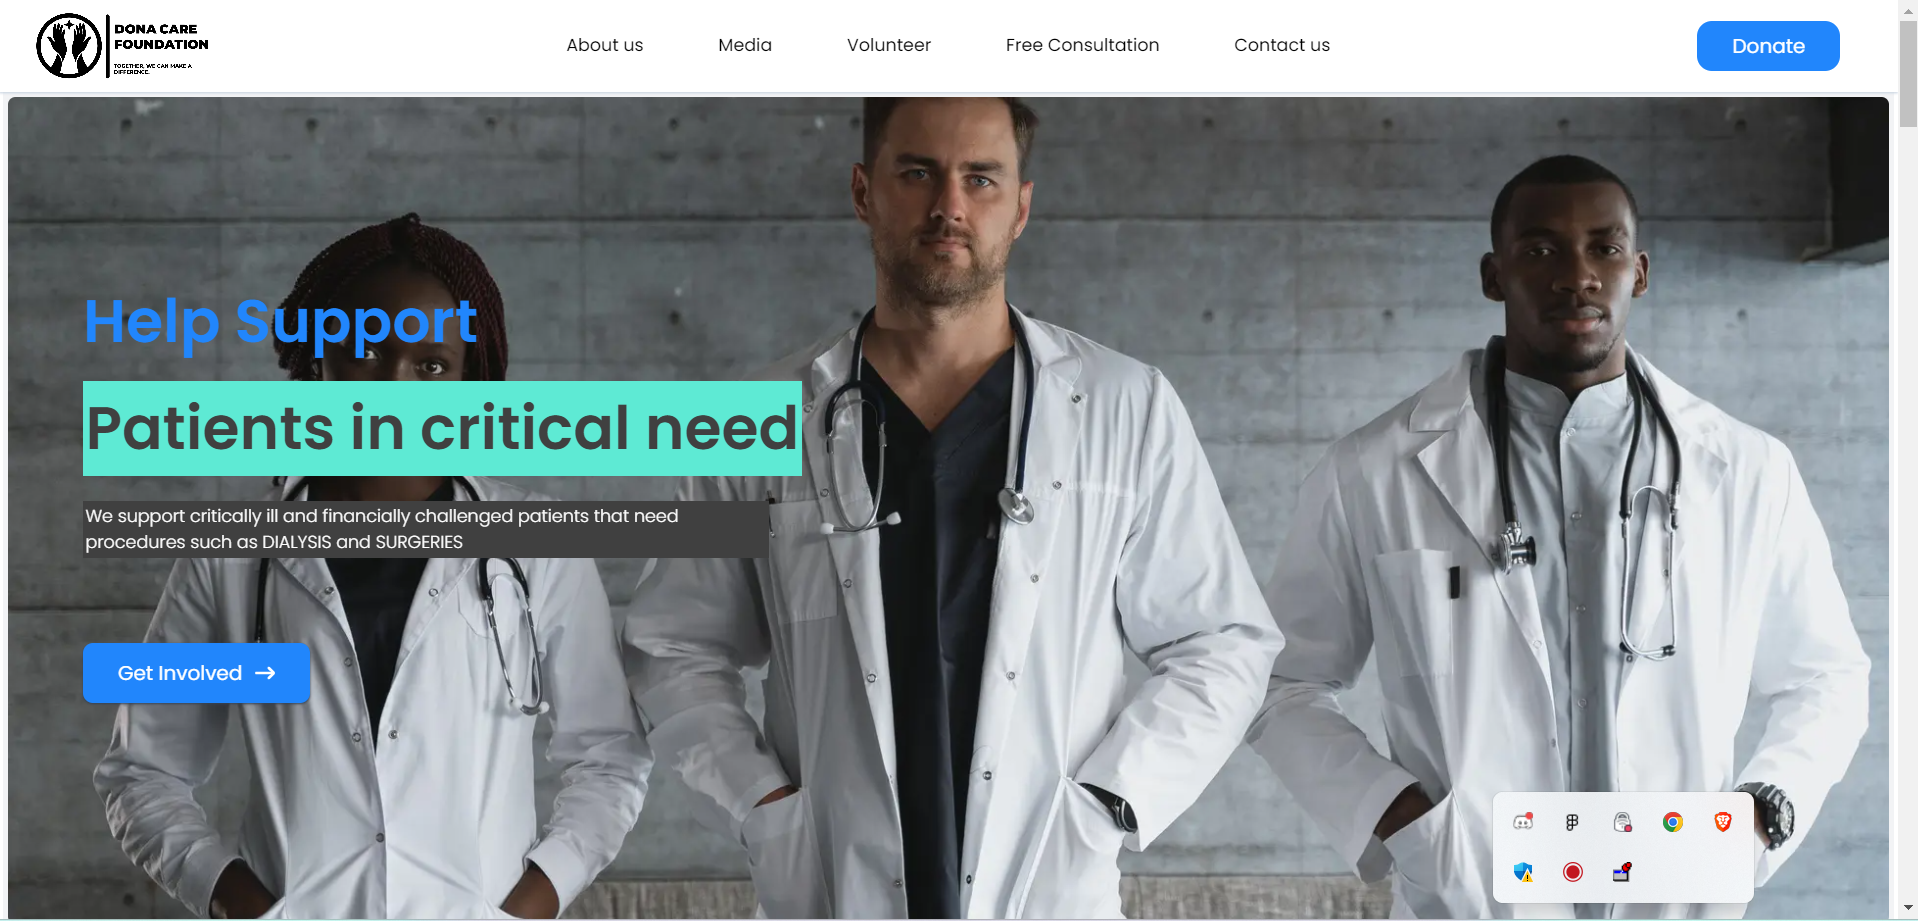 DONA CARE
FOUNDATION
TOGETHER, WE CAN MAKE A
DIFFERENCE.
About us
Media
Volunteer
Free Consultation
Contact us
Donate
Help Support
Patients in critical need
We support critically ill and financially challenged patients that need
procedures such as DIALYSIS and SURGERIES
Get Involved →